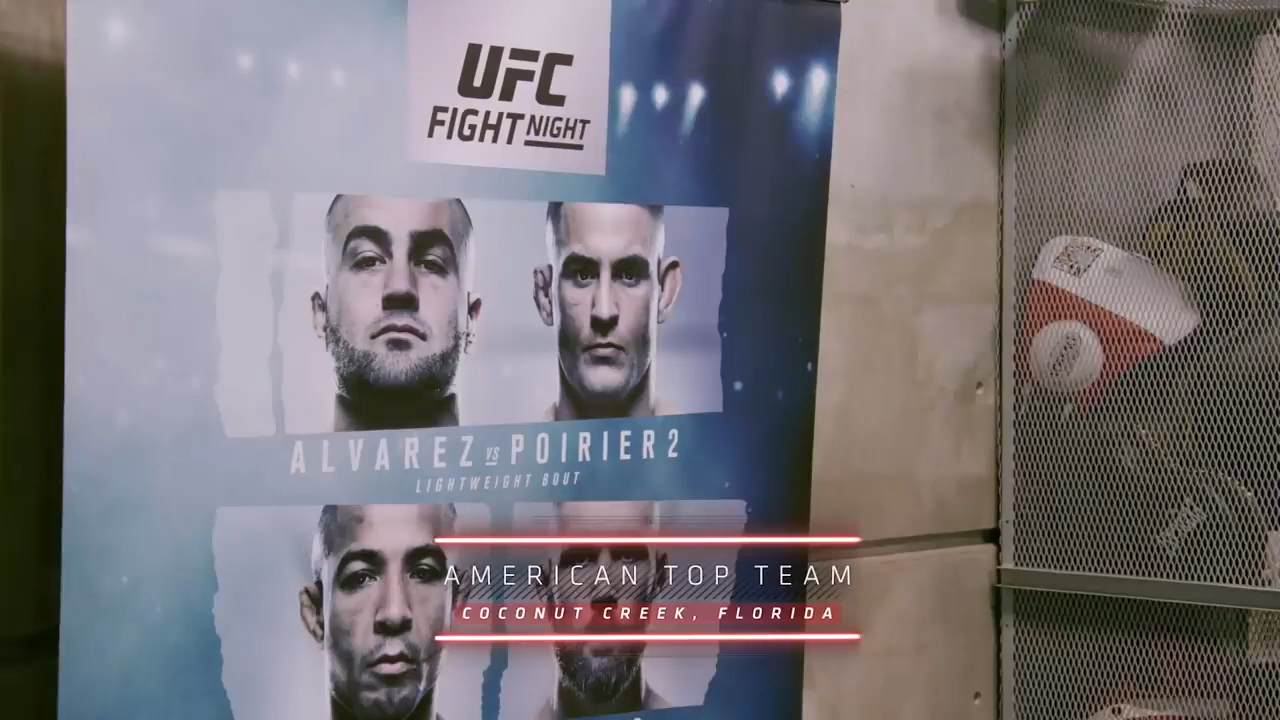 UFC
FIGHT NIGHT
ALVAREZ VS POIRIER 2
LIGHTWEIGHT BOUT
AMERICAN TOP TEAM
COCONUT CREEK, FLORIDA